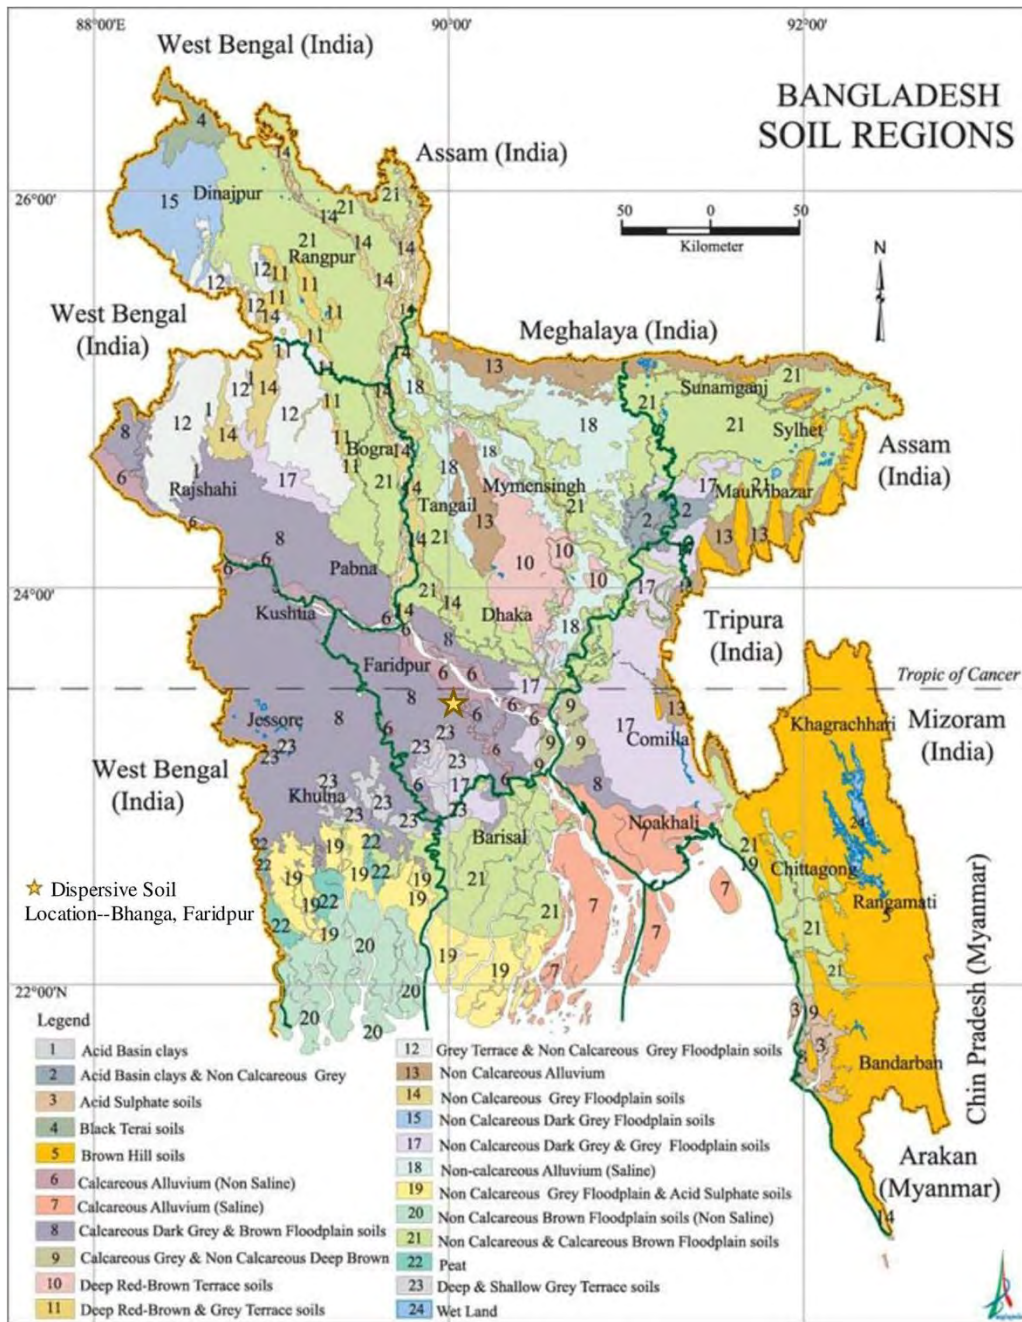 88°00'E
90°00'
92°00'
West Bengal (India)
BANGLADESH
SOIL REGIONS
Assam (India)
26°00'
50 0 50
Kilometer
N
West Bengal
(India)
Meghalaya (India)
Dinajpur
Rangpur
Sunamganj
Sylhet
Assam
(India)
Bogra
Rajshahi
Mymensingh
Maulvibazar
Tangail
Pabna
24°00'
Kushtia
Dhaka
Tripura
(India)
Faridpur
Tropic of Cancer
Jessore
Comilla
Khagrachhari
Mizoram
(India)
West Bengal
(India)
Khulna
Noakhali
Barisal
Chittagong
Rangamati
Dispersive Soil
Location--Bhanga, Faridpur
22°00'N
Bandarban
Chin Pradesh (Myanmar)
Arakan
(Myanmar)
Legend
1 Acid Basin clays
2 Acid Basin clays & Non Calcareous Grey
3 Acid Sulphate soils
4 Black Terai soils
5 Brown Hill soils
6 Calcareous Alluvium (Non Saline)
7 Calcareous Alluvium (Saline)
8 Calcareous Dark Grey & Brown Floodplain soils
9 Calcareous Grey & Non Calcareous Deep Brown
10 Deep Red-Brown Terrace soils
11 Deep Red-Brown & Grey Terrace soils
12 Grey Terrace & Non Calcareous Grey Floodplain soils
13 Non Calcareous Alluvium
14 Non Calcareous Grey Floodplain soils
15 Non Calcareous Dark Grey Floodplain soils
17 Non Calcareous Dark Grey & Grey Floodplain soils
18 Non-calcareous Alluvium (Saline)
19 Non Calcareous Grey Floodplain & Acid Sulphate soils
20 Non Calcareous Brown Floodplain soils (Non Saline)
21 Non Calcareous & Calcareous Brown Floodplain soils
22 Peat
23 Deep & Shallow Grey Terrace soils
24 Wet Land